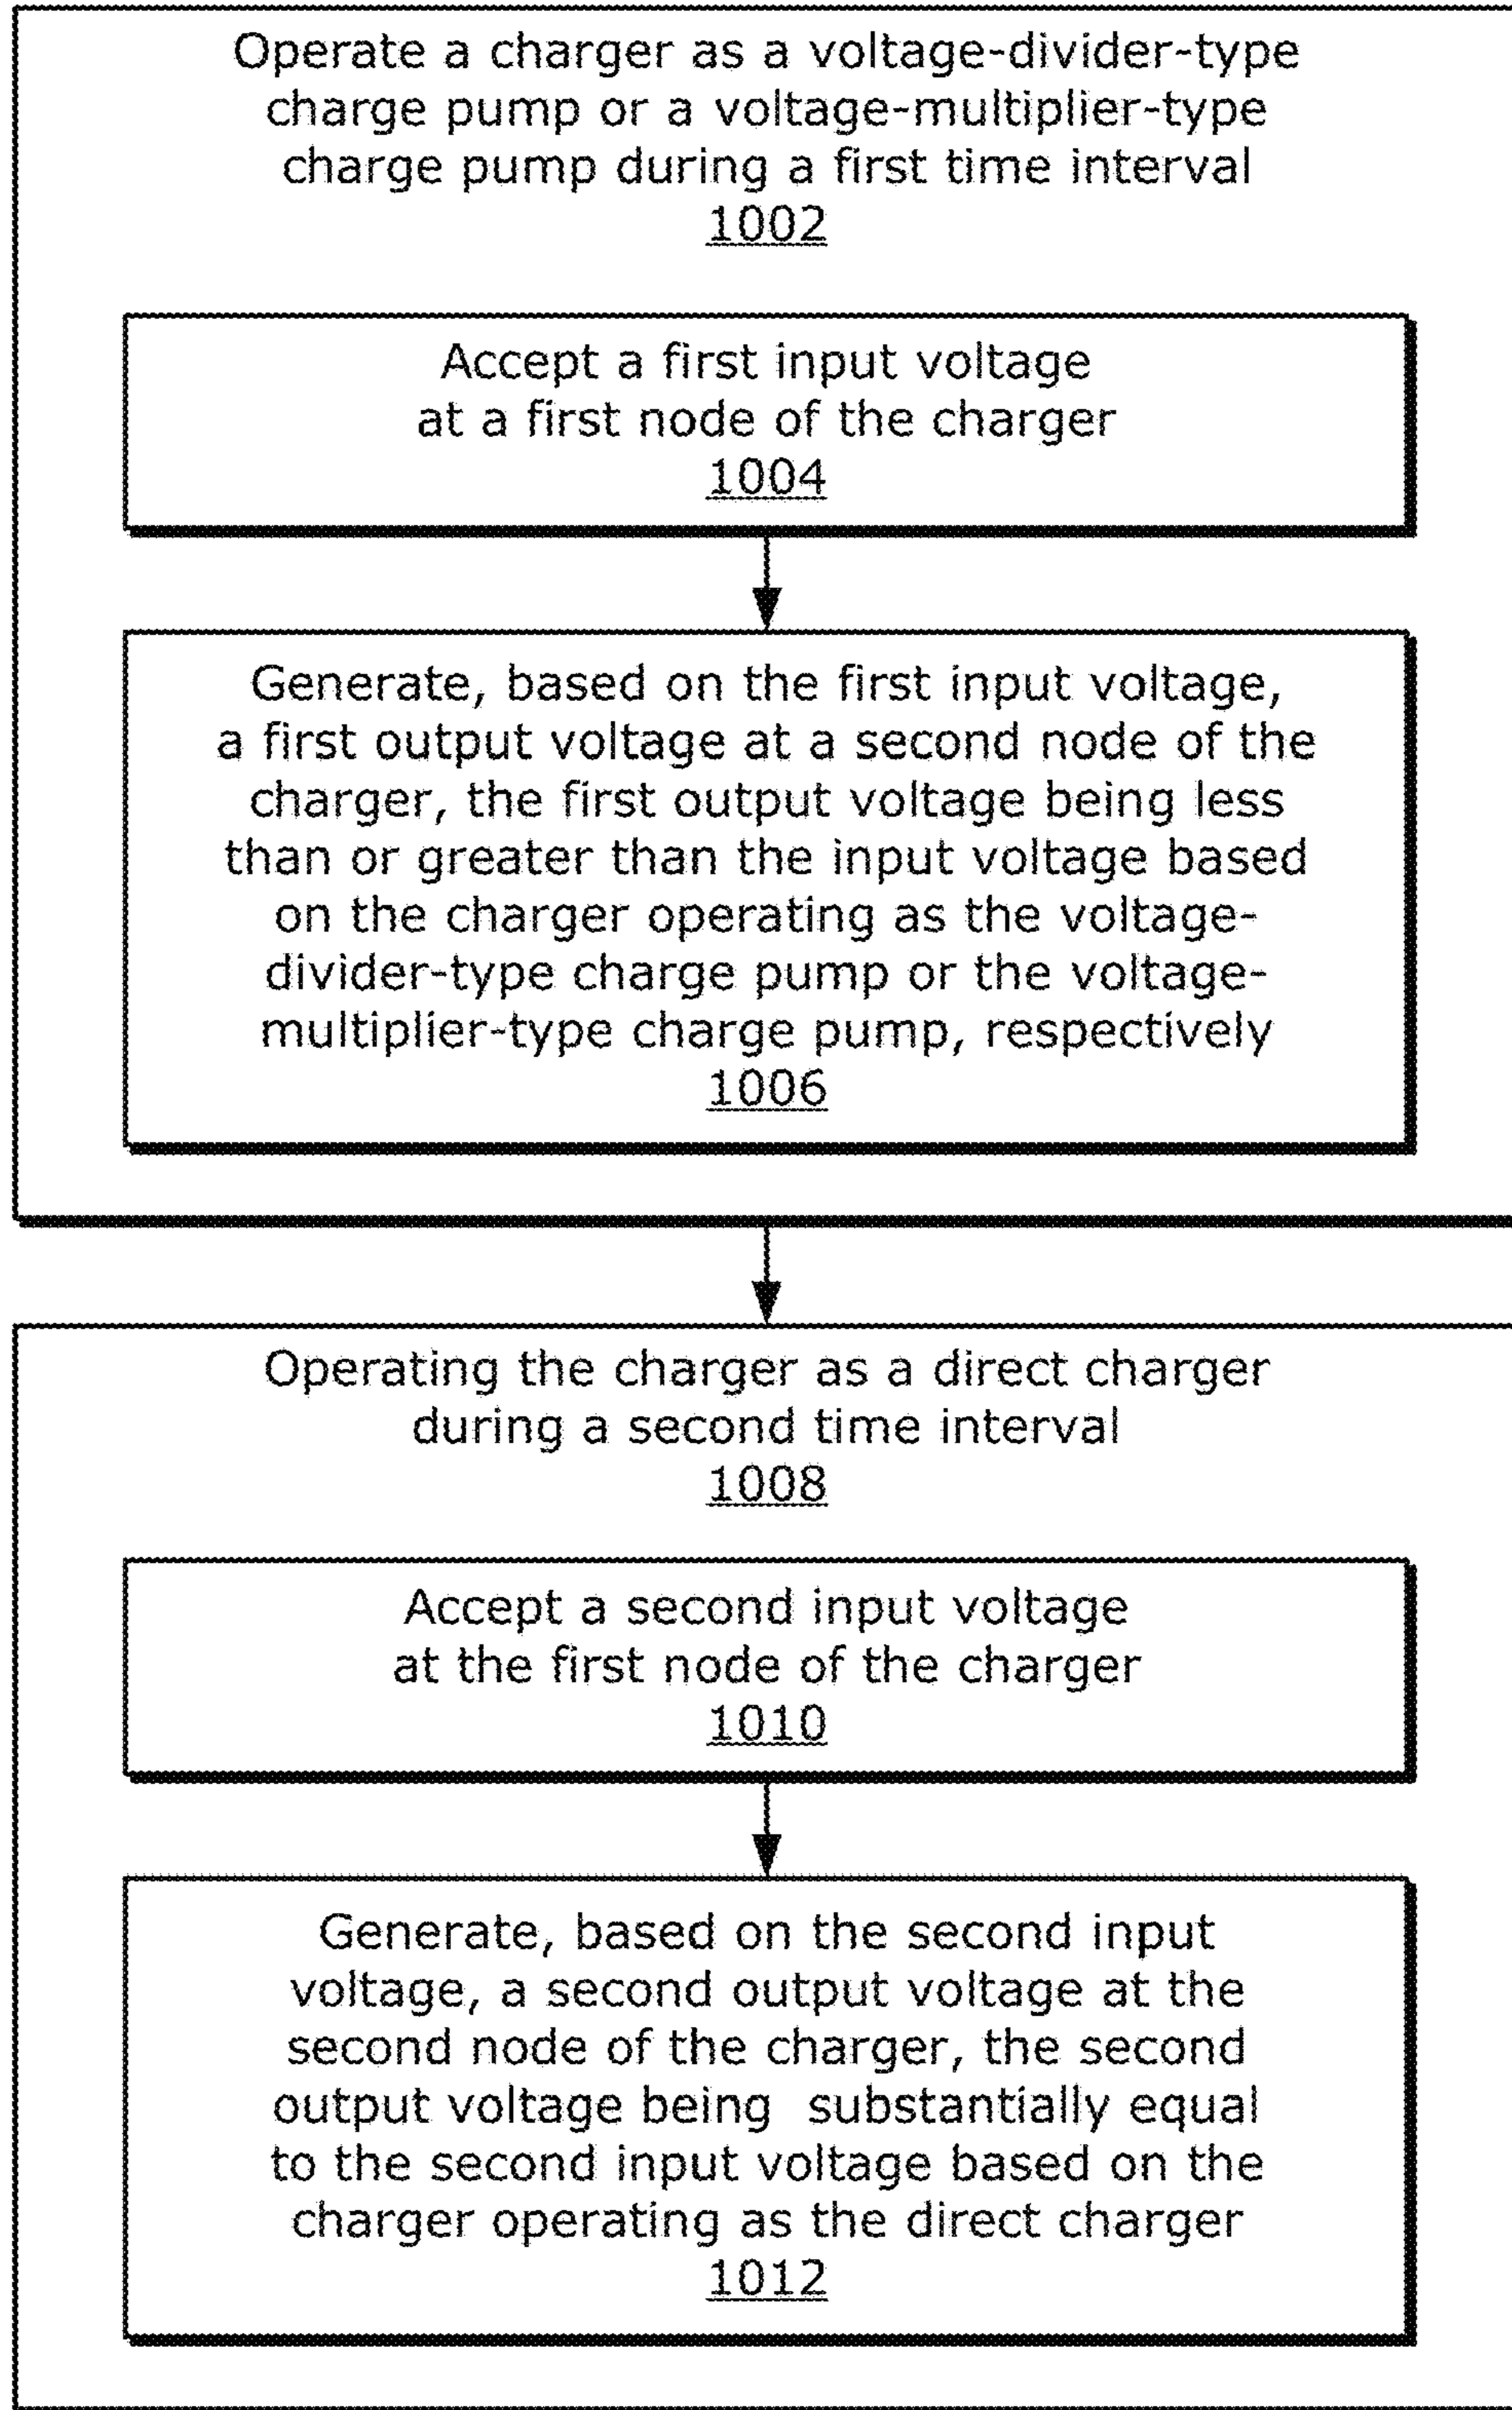 Operate a charger as a voltage-divider-type
charge pump or a voltage-multiplier-type
charge pump during a first time interval
1002
Accept a first input voltage
at a first node of the charger
1004
Generate, based on the first input voltage,
a first output voltage at a second node of the
charger, the first output voltage being less
than or greater than the input voltage based
on the charger operating as the voltage-
divider-type charge pump or the voltage-
multiplier-type charge pump, respectively
1006
Operating the charger as a direct charger
during a second time interval
1008
Accept a second input voltage
at the first node of the charger
1010
Generate, based on the second input
voltage, a second output voltage at the
second node of the charger, the second
output voltage being  substantially equal
to the second input voltage based on the
charger operating as the direct charger
1012